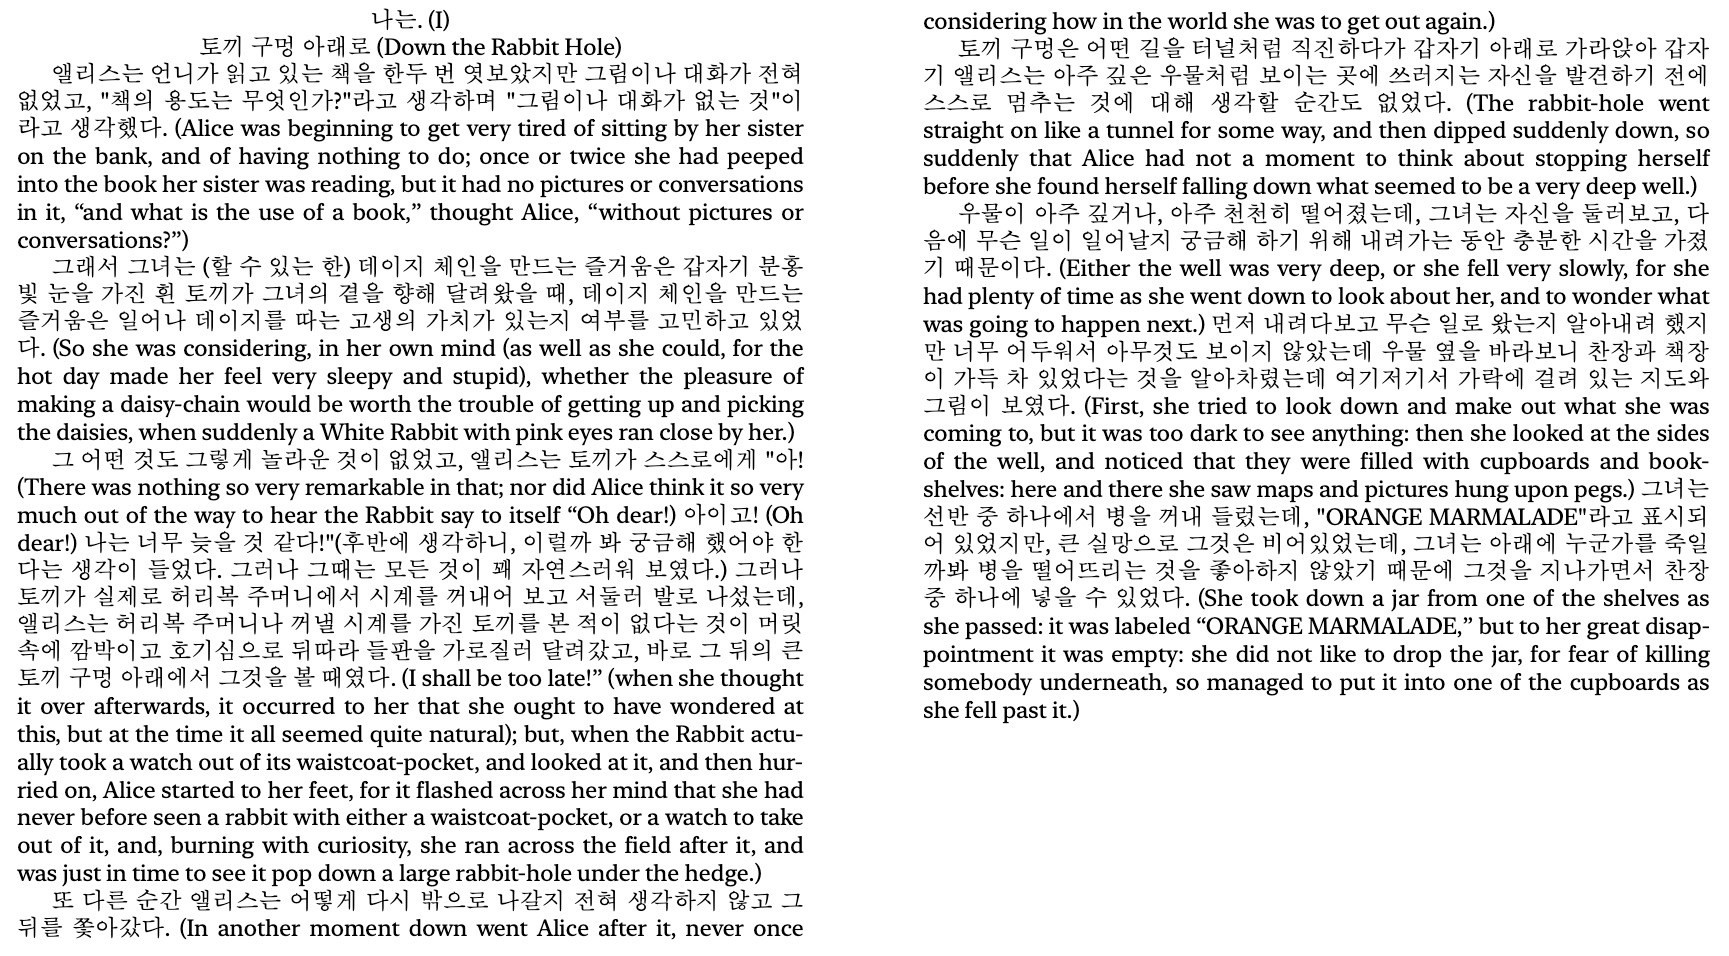 나는. (I)
토끼 구멍 아래로 (Down the Rabbit Hole)
앨리스는 언니가 읽고 있는 책을 한두 번 엿보았지만 그림이나 대화가 전혀
없었고, "책의 용도는 무엇인가?"라고 생각하며 "그림이나 대화가 없는 것"이
라고 생각했다. (Alice was beginning to get very tired of sitting by her sister
on the bank, and of having nothing to do; once or twice she had peeped
into the book her sister was reading, but it had no pictures or conversations
in it, “and what is the use of a book,” thought Alice, “without pictures or
conversations?”)
그래서 그녀는 (할 수 있는 한) 데이지 체인을 만드는 즐거움은 갑자기 분홍
빛 눈을 가진 흰 토끼가 그녀의 곁을 향해 달려왔을 때, 데이지 체인을 만드는
즐거움은 일어나 데이지를 따는 고생의 가치가 있는지 여부를 고민하고 있었
다. (So she was considering, in her own mind (as well as she could, for the
hot day made her feel very sleepy and stupid), whether the pleasure of
making a daisy-chain would be worth the trouble of getting up and picking
the daisies, when suddenly a White Rabbit with pink eyes ran close by her.)
그 어떤 것도 그렇게 놀라운 것이 없었고, 앨리스는 토끼가 스스로에게 "아!
(There was nothing so very remarkable in that; nor did Alice think it so very
much out of the way to hear the Rabbit say to itself “Oh dear!) 아이고! (Oh
dear!) 나는 너무 늦을 것 같다!"(후반에 생각하니, 이럴까 봐 궁금해 했어야 한
다는 생각이 들었다. 그러나 그때는 모든 것이 꽤 자연스러워 보였다.) 그러나
토끼가 실제로 허리복 주머니에서 시계를 꺼내어 보고 서둘러 발로 나섰는데,
앨리스는 허리복 주머니나 꺼낼 시계를 가진 토끼를 본 적이 없다는 것이 머릿
속에 깜박이고 호기심으로 뒤따라 들판을 가로질러 달려갔고, 바로 그 뒤의 큰
토끼 구멍 아래에서 그것을 볼 때였다. (I shall be too late!” (when she thought
it over afterwards, it occurred to her that she ought to have wondered at
this, but at the time it all seemed quite natural); but, when the Rabbit actu-
ally took a watch out of its waistcoat-pocket, and looked at it, and then hur-
ried on, Alice started to her feet, for it flashed across her mind that she had
never before seen a rabbit with either a waistcoat-pocket, or a watch to take
out of it, and, burning with curiosity, she ran across the field after it, and
was just in time to see it pop down a large rabbit-hole under the hedge.)
또 다른 순간 앨리스는 어떻게 다시 밖으로 나갈지 전혀 생각하지 않고 그
뒤를 쫓아갔다. (In another moment down went Alice after it, never once
considering how in the world she was to get out again.)
토끼 구멍은 어떤 길을 터널처럼 직진하다가 갑자기 아래로 가라앉아 갑자
기 앨리스는 아주 깊은 우물처럼 보이는 곳에 쓰러지는 자신을 발견하기 전에
스스로 멈추는 것에 대해 생각할 순간도 없었다. (The rabbit-hole went
straight on like a tunnel for some way, and then dipped suddenly down, so
suddenly that Alice had not a moment to think about stopping herself
before she found herself falling down what seemed to be a very deep well.)
우물이 아주 깊거나, 아주 천천히 떨어졌는데, 그녀는 자신을 둘러보고, 다
음에 무슨 일이 일어날지 궁금해 하기 위해 내려가는 동안 충분한 시간을 가졌
기 때문이다. (Either the well was very deep, or she fell very slowly, for she
had plenty of time as she went down to look about her, and to wonder what
was going to happen next.) 먼저 내려다보고 무슨 일로 왔는지 알아내려 했지
만 너무 어두워서 아무것도 보이지 않았는데 우물 옆을 바라보니 찬장과 책장
이 가득 차 있었다는 것을 알아차렸는데 여기저기서 가락에 걸려 있는 지도와
그림이 보였다. (First, she tried to look down and make out what she was
coming to, but it was too dark to see anything: then she looked at the sides
of the well, and noticed that they were filled with cupboards and book-
shelves: here and there she saw maps and pictures hung upon pegs.) 그녀는
선반 중 하나에서 병을 꺼내 들렀는데, "ORANGE MARMALADE"라고 표시되
어 있었지만, 큰 실망으로 그것은 비어있었는데, 그녀는 아래에 누군가를 죽일
까봐 병을 떨어뜨리는 것을 좋아하지 않았기 때문에 그것을 지나가면서 찬장
중 하나에 넣을 수 있었다. (She took down a jar from one of the shelves as
she passed: it was labeled “ORANGE MARMALADE,” but to her great disap-
pointment it was empty: she did not like to drop the jar, for fear of killing
somebody underneath, so managed to put it into one of the cupboards as
she fell past it.)